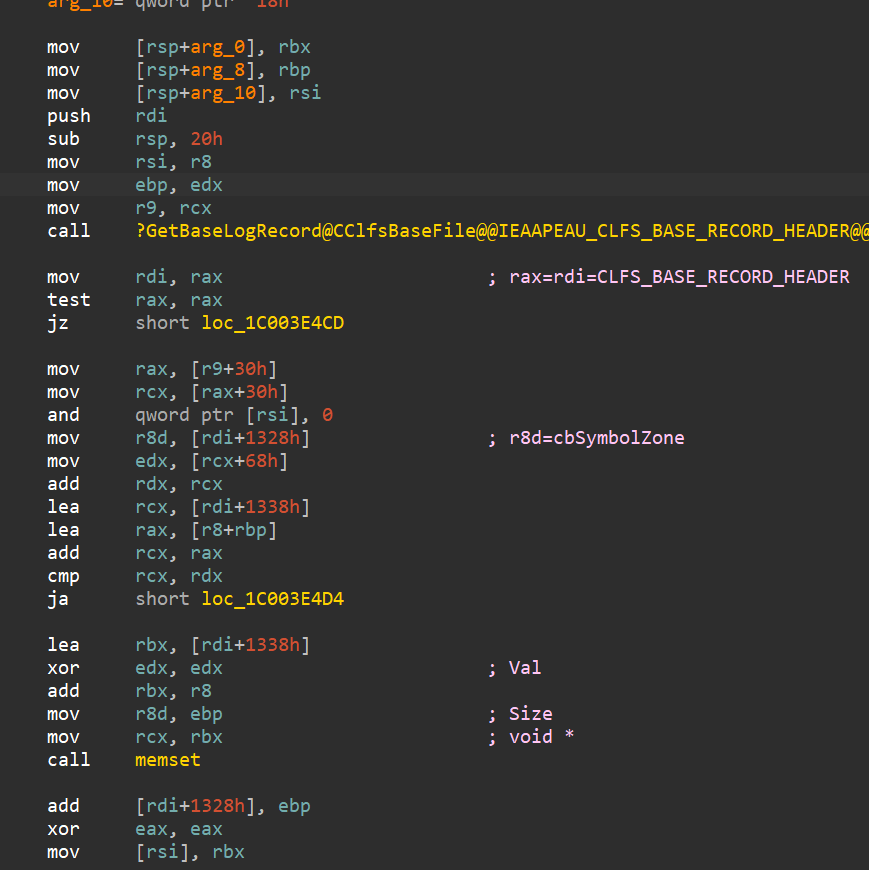 arg_10= qword ptr  18h
mov     [rsp+arg_0], rbx
mov     [rsp+arg_8], rbp
mov     [rsp+arg_10], rsi
push    rdi
sub     rsp, 20h
mov     rsi, r8
mov     ebp, edx
mov     r9, rcx
call    ?GetBaseLogRecord@CClfsBaseFile@@IEAAPEAU_CLFS_BASE_RECORD_HEADER@@
mov     rdi, rax                ; rax=rdi=CLFS_BASE_RECORD_HEADER
test    rax, rax
jz      short loc_1C003E4CD
mov     rax, [r9+30h]
mov     rcx, [rax+30h]
and     qword ptr [rsi], 0
mov     r8d, [rdi+1328h]                ; r8d=cbSymbolZone
mov     edx, [rcx+68h]
add     rdx, rcx
lea     rcx, [rdi+1338h]
lea     rax, [r8+rbp]
add     rcx, rax
cmp     rcx, rdx
ja      short loc_1C003E4D4
lea     rbx, [rdi+1338h]
xor     edx, edx                ; Val
add     rbx, r8
mov     r8d, ebp                ; Size
mov     rcx, rbx                ; void *
call    memset
add     [rdi+1328h], ebp
xor     eax, eax
mov     [rsi], rbx